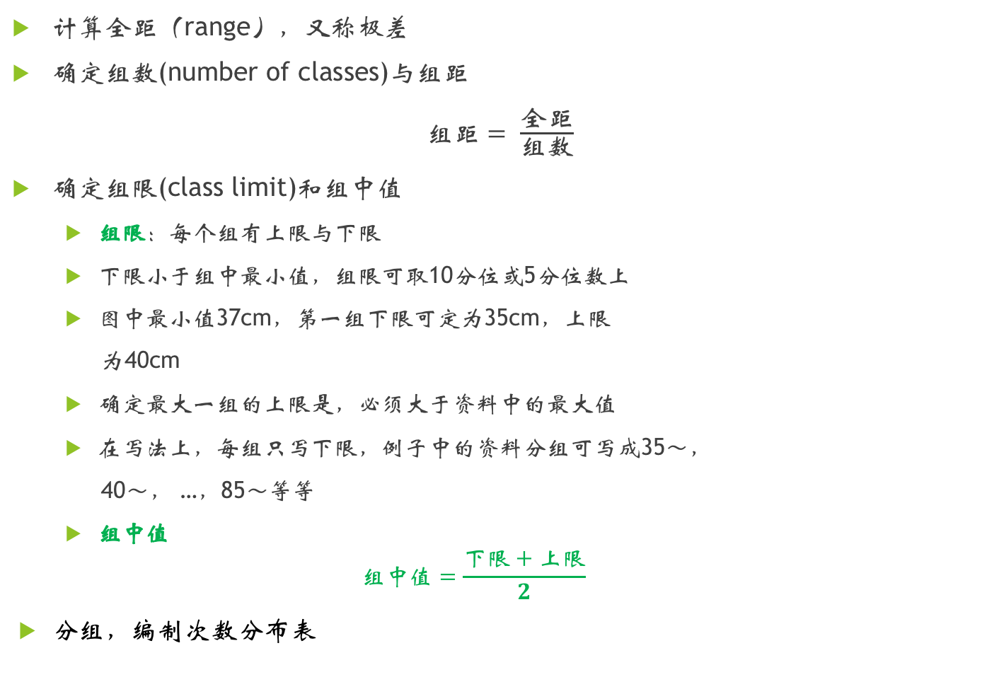 计算全距（range），又称极差
确定组数(number of classes)与组距
组距 = 全距
组数
确定组限(class limit)和组中值
组限：每个组有上限与下限
下限小于组中最小值，组限可取10分位或5分位数上
图中最小值37cm，第一组下限可定为35cm，上限
为40cm
确定最大一组的上限是，必须大于资料中的最大值
在写法上，每组只写下限，例子中的资料分组可写成35～，
40～， …，85～等等
组中值
下限 + 上限
组中值 =
2
分组，编制次数分布表